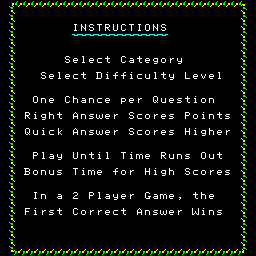 INSTRUCTIONS
Select Category
Select Difficulty Level
One Chance per Question
Right Answer Scores Points
Quick Answer Scores Higher
Play Until Time Runs Out
Bonus Time for High Scores
In a 2 Player Game, the
First Correct Answer Wins